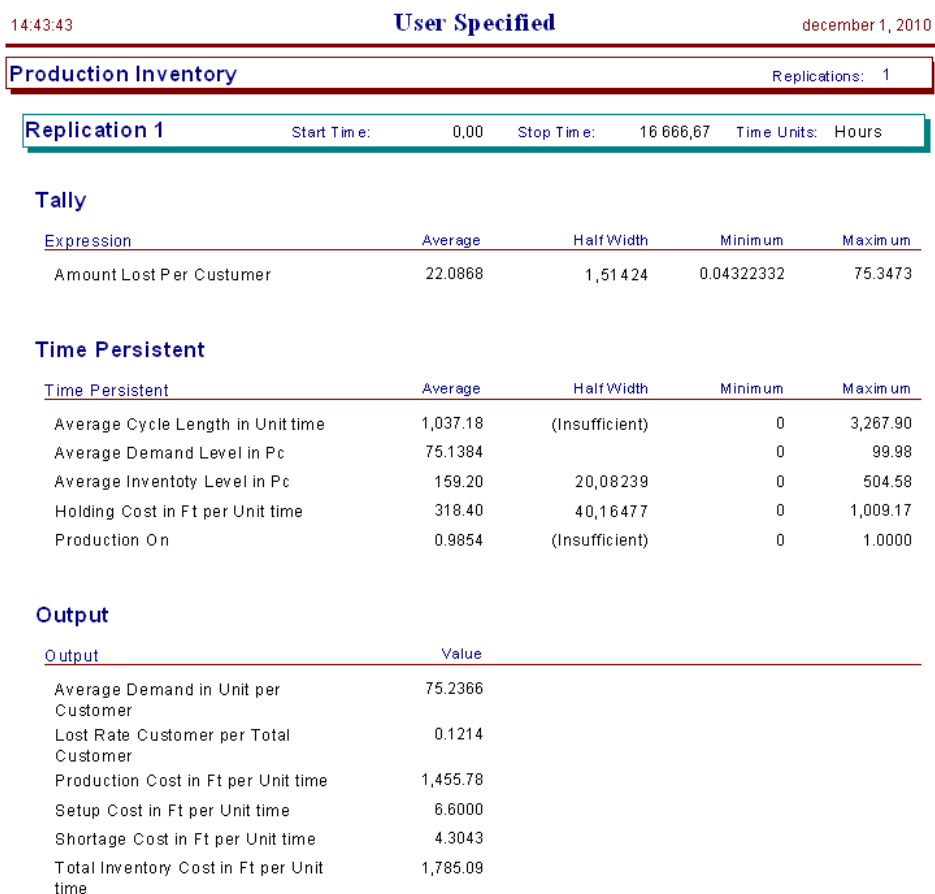 14:43:43 User Specified december 1, 2010
Production Inventory Replications: 1
Replication 1 Start Time: 0,00 Stop Time: 16 666,67 Time Units: Hours
Tally
Expression Average Half Width Minimum Maximum
Amount Lost Per Custumer 22.0868 1,51424 0.04322332 75.3473
Time Persistent
Time Persistent Average Half Width Minimum Maximum
Average Cycle Length in Unit time 1,037.18 (Insufficient) 0 3,267.90
Average Demand Level in Pc 75.1384 0 99.98
Average Inventoty Level in Pc 159.20 20,08239 0 504.58
Holding Cost in Ft per Unit time 318.40 40,16477 0 1,009.17
Production On 0.9854 (Insufficient) 0 1.0000
Output
Output Value
Average Demand in Unit per 75.2366
Customer
Lost Rate Customer per Total 0.1214
Customer
Production Cost in Ft per Unit time 1,455.78
Setup Cost in Ft per Unit time 6.6000
Shortage Cost in Ft per Unit time 4.3043
Total Inventory Cost in Ft per Unit 1,785.09
time